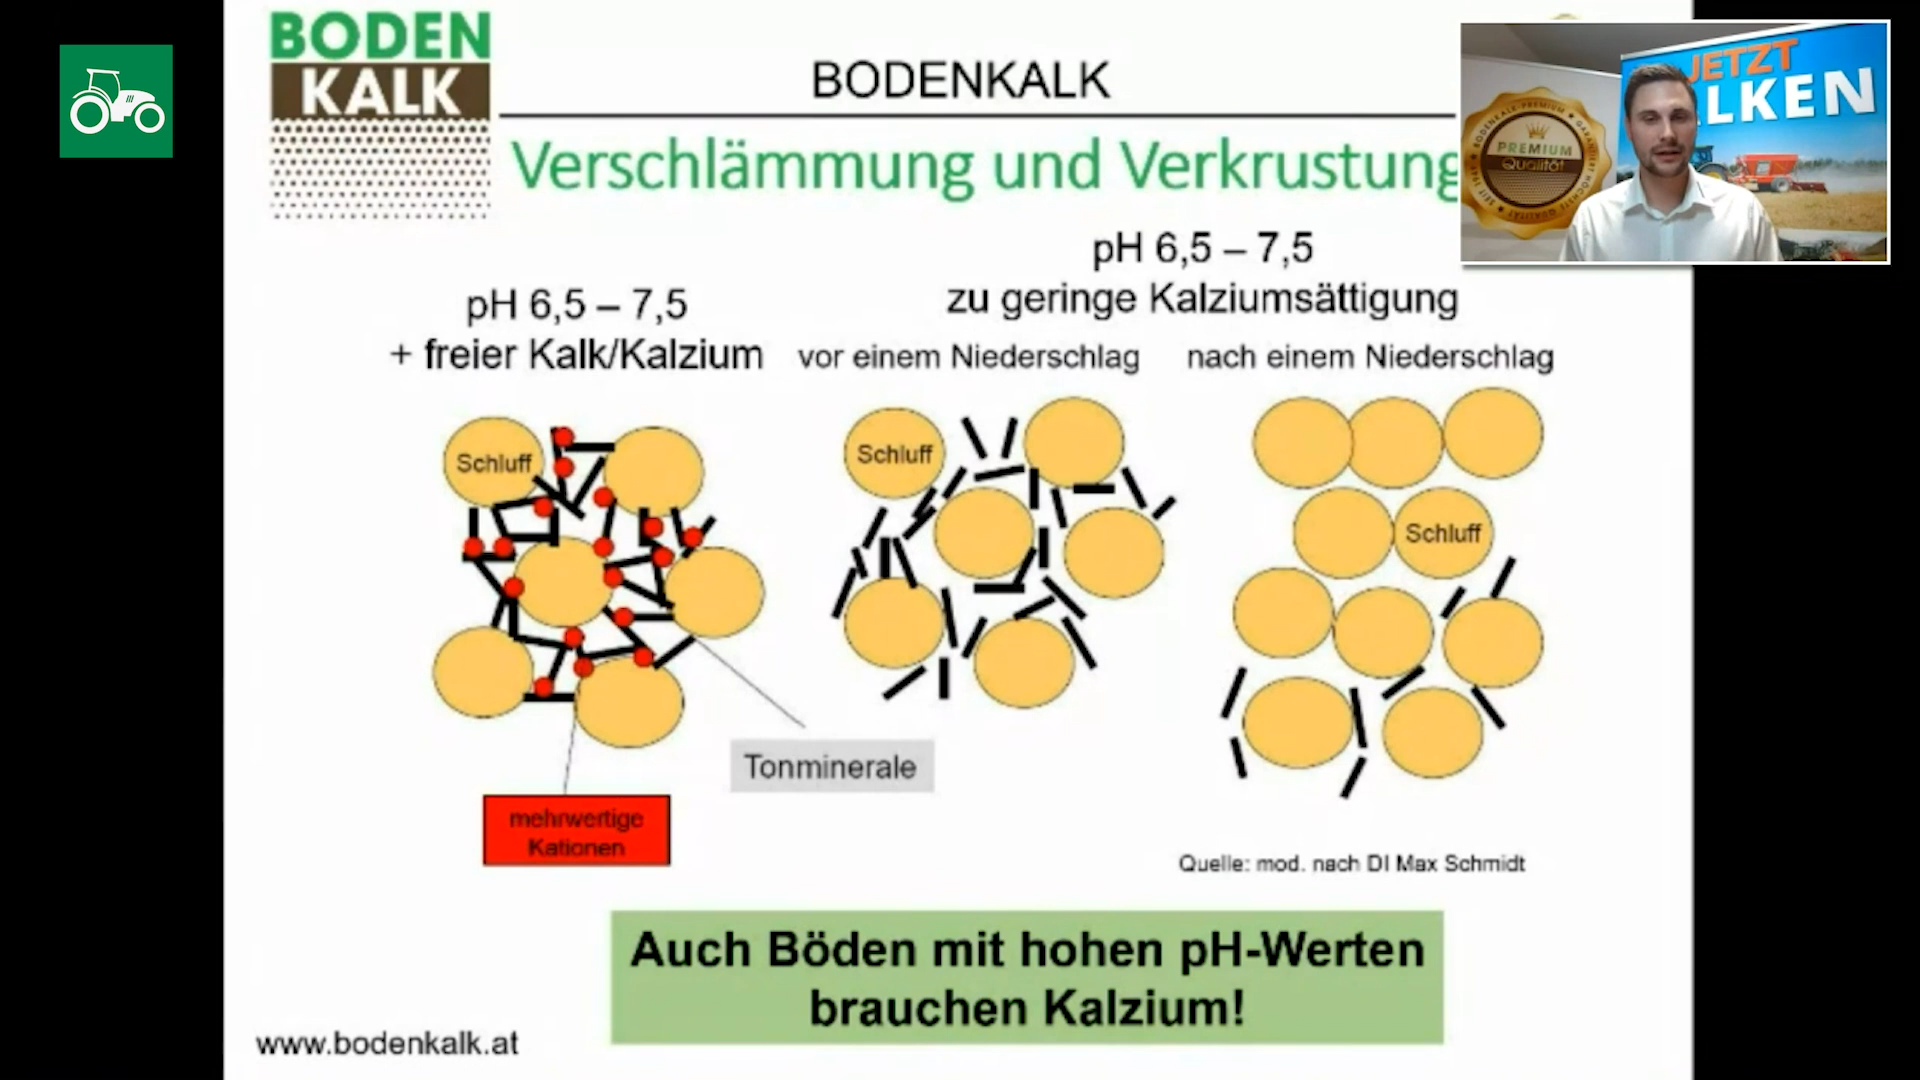 BODEN
KALK
BODENKALK
Verschlämmung und Verkrustung
JETZT
LKEN
PREMIUM
Qualität
pH 6,5 – 7,5
+ freier Kalk/Kalzium
pH 6,5 – 7,5
zu geringe Kalziumsättigung
vor einem Niederschlag
nach einem Niederschlag
Schluff
Schluff
Schluff
Tonminerale
mehrwertige
Kationen
Quelle: mod. nach DI Max Schmidt
Auch Böden mit hohen pH-Werten
brauchen Kalzium!
www.bodenkalk.at